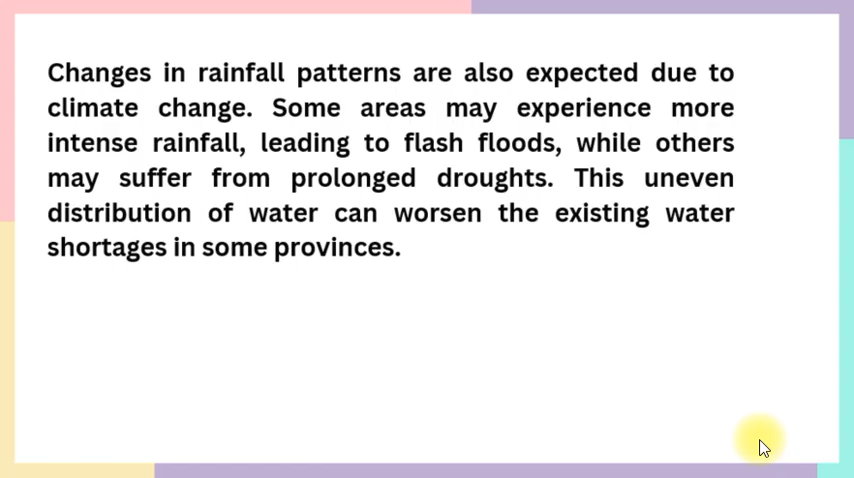 Changes in rainfall patterns are also expected due to
climate change. Some areas may experience more
intense rainfall, leading to flash floods, while others
may suffer from prolonged droughts. This uneven
distribution of water can worsen the existing water
shortages in some provinces.